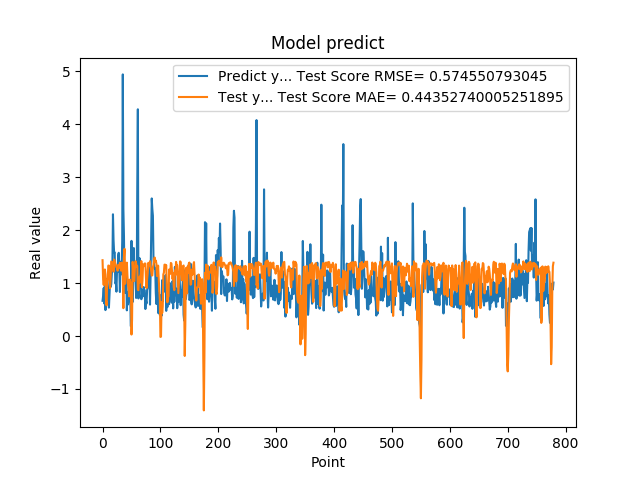 Model predict
Predict y... Test Score RMSE= 0.574550793045
Test y... Test Score MAE= 0.44352740005251895
Real value
5
4
3
2
1
0
−1
0 100 200 300 400 500 600 700 800
Point